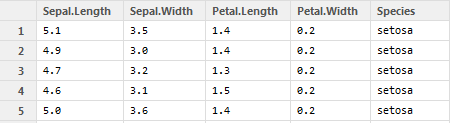 Sepal.Length Sepal.Width Petal.Length Petal.Width Species
1 5.1 3.5 1.4 0.2 setosa
2 4.9 3.0 1.4 0.2 setosa
3 4.7 3.2 1.3 0.2 setosa
4 4.6 3.1 1.5 0.2 setosa
5 5.0 3.6 1.4 0.2 setosa